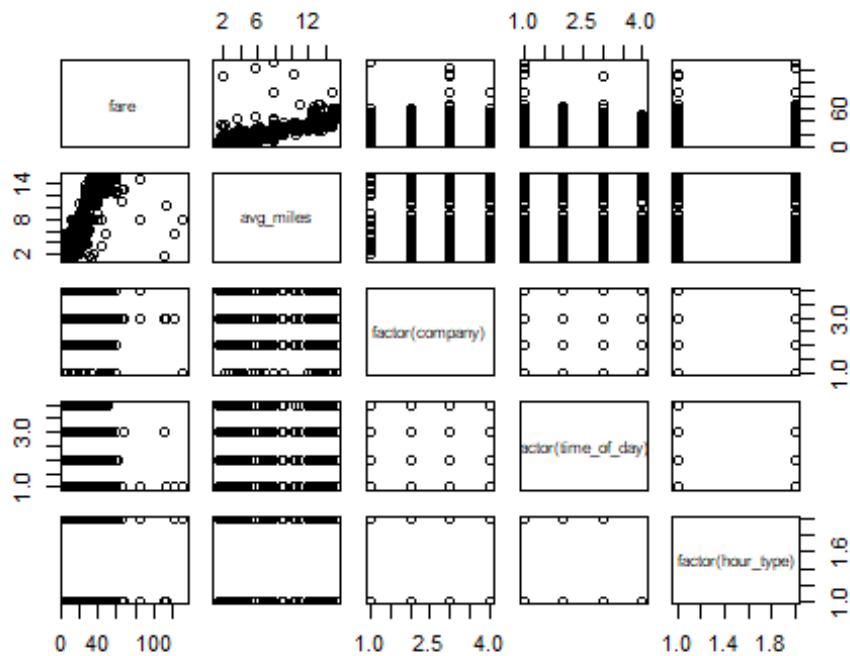 2 6 12
1.0 2.5 4.0
fare
0 60
2 8 14
avg_miles
factor(company)
1.0 3.0
1.0 3.0
actor(time_of_day)
factor(hour_type)
1.0 1.6
0 40 100
1.0 2.5 4.0
1.0 1.4 1.8